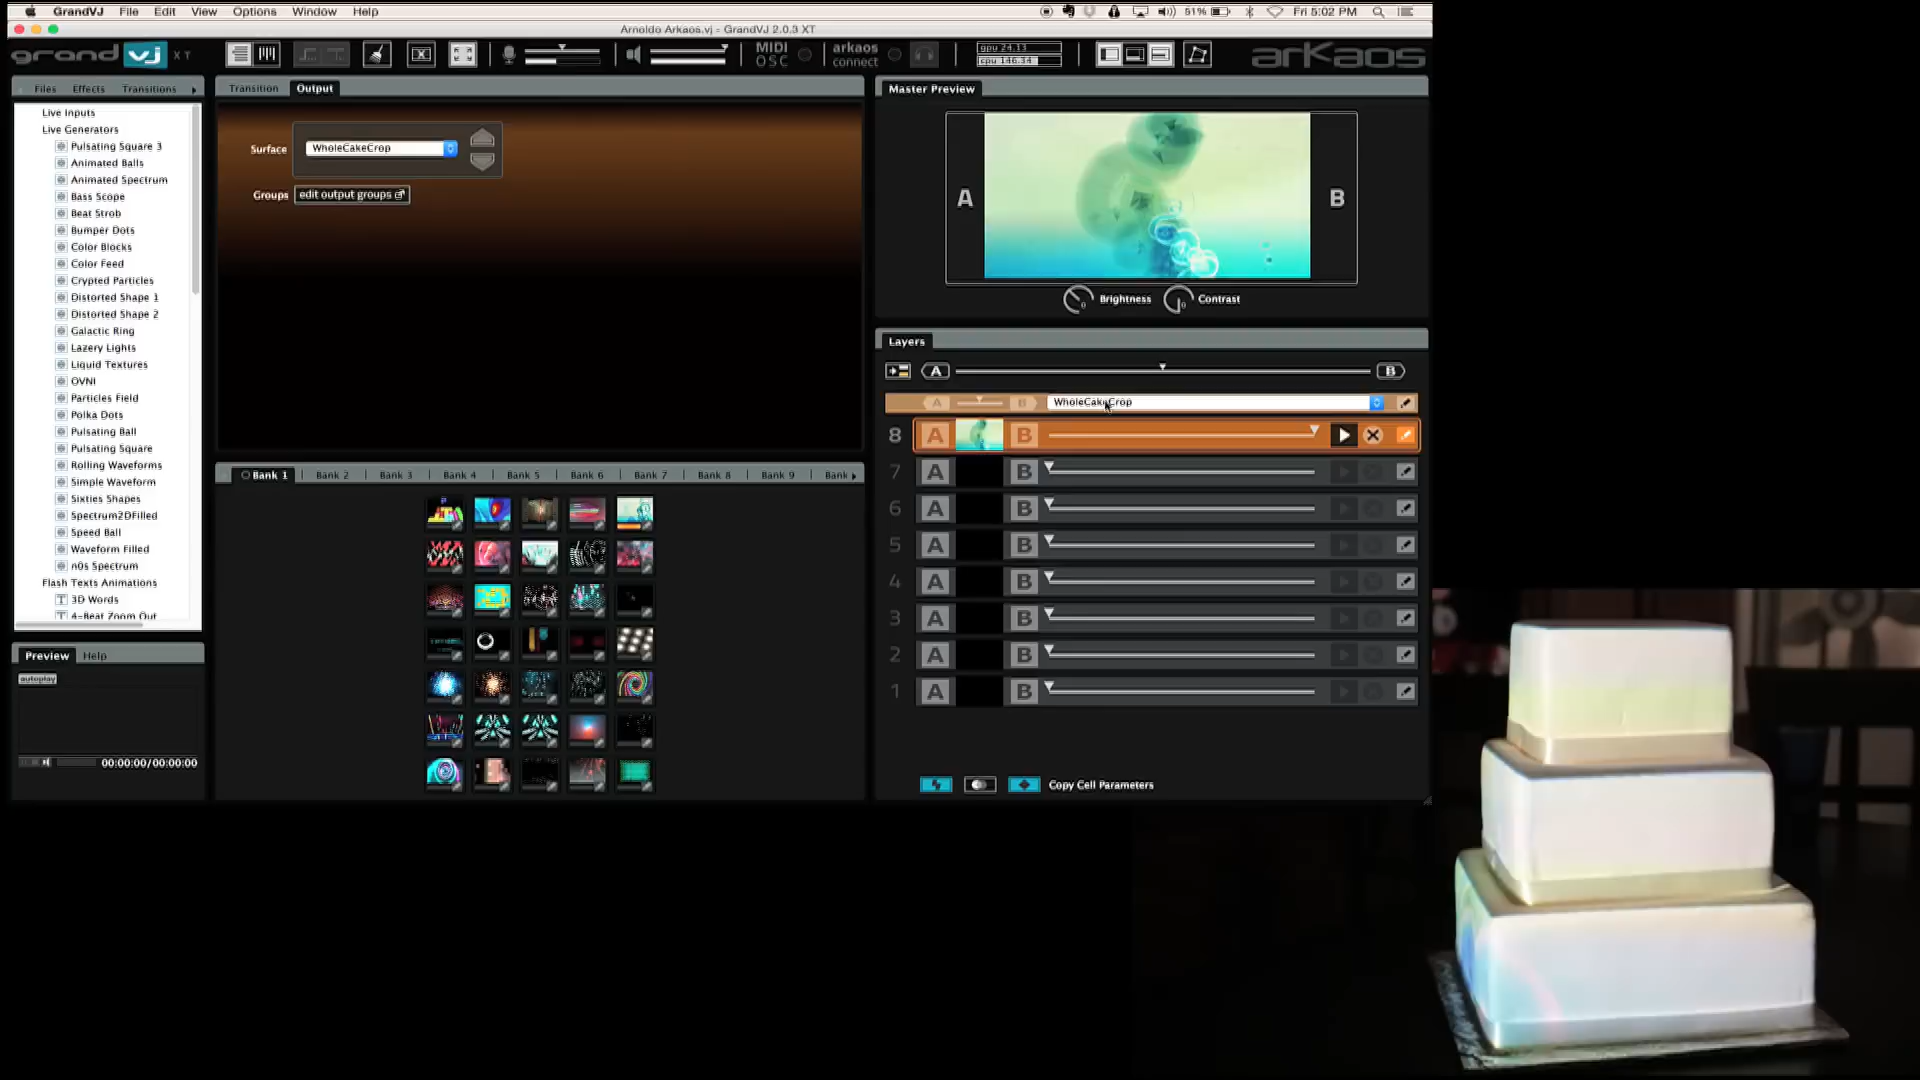 GrandVJ File Edit View Options Window Help
51% Fri 5:02 PM
Arnoldo Arkaos.vj - GrandVJ 2.0.3 XT
grand vj XT
MIDI
OSC
arkaos
connect
gpu 24.13
cpu 146.34
arKaos
Files Effects Transitions
Live Inputs
Live Generators
Pulsating Square 3
Animated Balls
Animated Spectrum
Bass Scope
Beat Strob
Bumper Dots
Color Blocks
Color Feed
Crypted Particles
Distorted Shape 1
Distorted Shape 2
Galactic Ring
Lazery Lights
Liquid Textures
OVNI
Particles Field
Polka Dots
Pulsating Ball
Pulsating Square
Rolling Waveforms
Simple Waveform
Sixties Shapes
Spectrum2DFilled
Speed Ball
Waveform Filled
n0s Spectrum
Flash Texts Animations
3D Words
4-Beat Zoom Out
Preview Help
autoplay
00:00:00/00:00:00
Transition Output
Surface WholeCakeCrop
Groups edit output groups
Bank 1 Bank 2 Bank 3 Bank 4 Bank 5 Bank 6 Bank 7 Bank 8 Bank 9 Bank
Master Preview
A B
Brightness Contrast
Layers
A B
A B WholeCakeCrop
8 A B
7 A B
6 A B
5 A B
4 A B
3 A B
2 A B
1 A B
Copy Cell Parameters